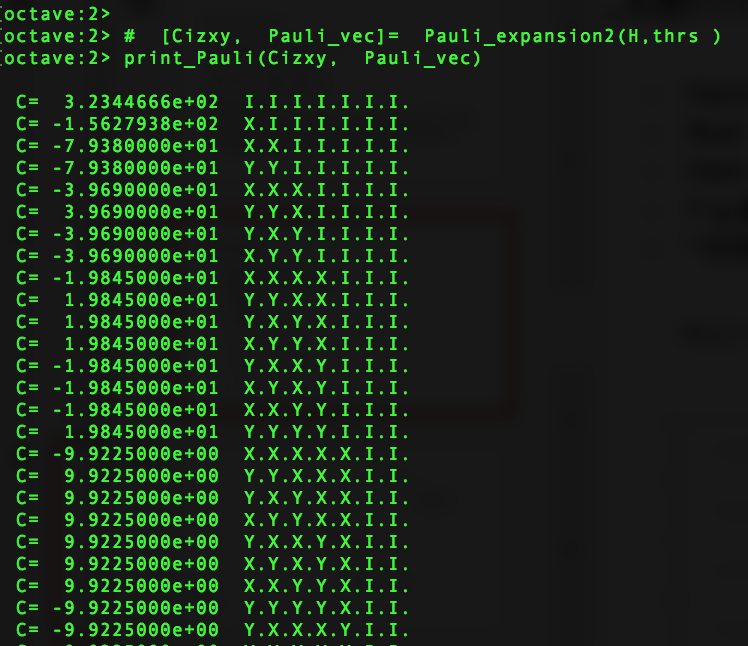 [octave:2>
[octave:2> #  [Cizxy,  Pauli_vec]=  Pauli_expansion2(H,thrs )
[octave:2> print_Pauli(Cizxy,  Pauli_vec)
C=  3.2344666e+02  I.I.I.I.I.I.I.
C= -1.5627938e+02  X.I.I.I.I.I.I.
C= -7.9380000e+01  X.X.I.I.I.I.I.
C= -7.9380000e+01  Y.Y.I.I.I.I.I.
C= -3.9690000e+01  X.X.X.I.I.I.I.
C=  3.9690000e+01  Y.Y.X.I.I.I.I.
C= -3.9690000e+01  Y.X.Y.I.I.I.I.
C= -3.9690000e+01  X.Y.Y.I.I.I.I.
C= -1.9845000e+01  X.X.X.X.I.I.I.
C=  1.9845000e+01  Y.Y.X.X.I.I.I.
C=  1.9845000e+01  Y.X.Y.X.I.I.I.
C=  1.9845000e+01  X.Y.Y.X.I.I.I.
C= -1.9845000e+01  Y.X.X.Y.I.I.I.
C= -1.9845000e+01  X.Y.X.Y.I.I.I.
C= -1.9845000e+01  X.X.Y.Y.I.I.I.
C=  1.9845000e+01  Y.Y.Y.Y.I.I.I.
C= -9.9225000e+00  X.X.X.X.X.I.I.
C=  9.9225000e+00  Y.Y.X.X.X.I.I.
C=  9.9225000e+00  Y.X.Y.X.X.I.I.
C=  9.9225000e+00  X.Y.Y.X.X.I.I.
C=  9.9225000e+00  Y.X.X.Y.X.I.I.
C=  9.9225000e+00  X.Y.X.Y.X.I.I.
C=  9.9225000e+00  X.X.Y.Y.X.I.I.
C= -9.9225000e+00  Y.Y.Y.Y.X.I.I.
C= -9.9225000e+00  Y.X.X.X.Y.I.I.